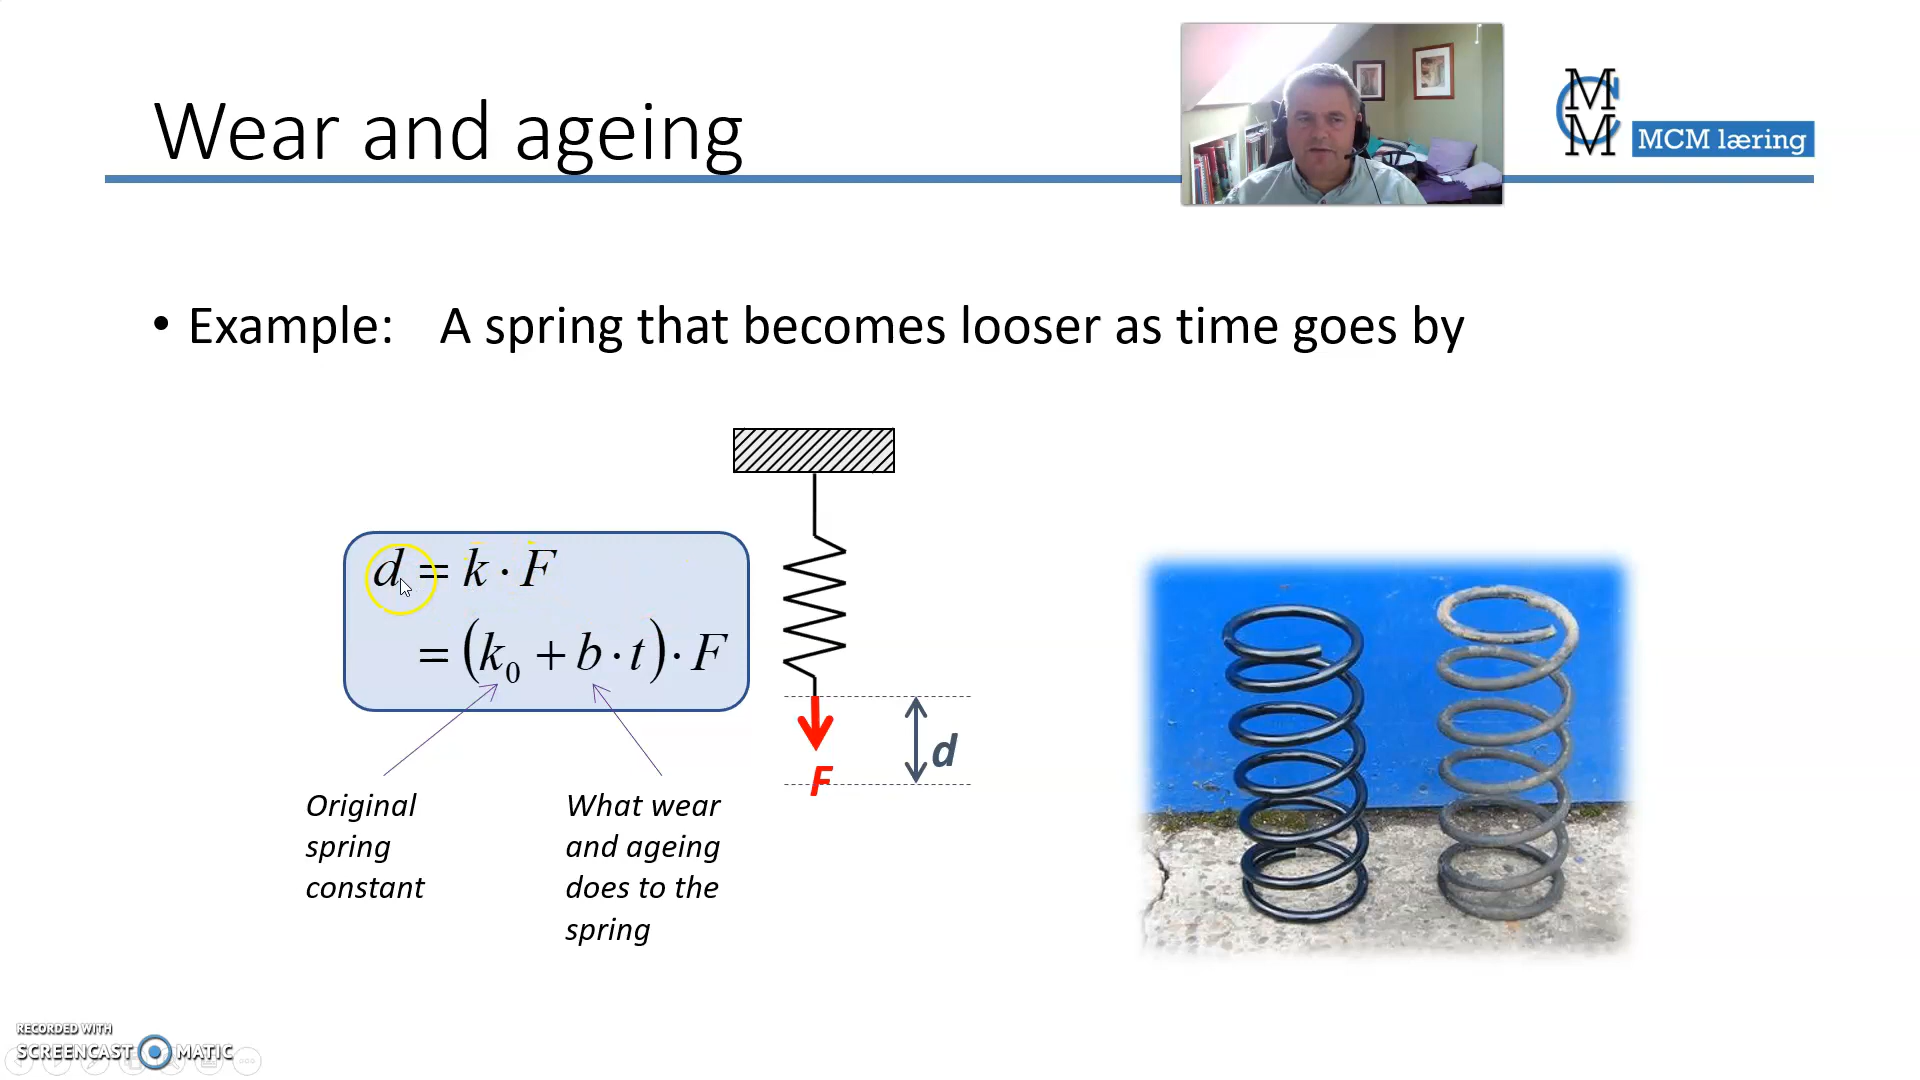 Wear and ageing
M
C
M
MCM læring
• Example: A spring that becomes looser as time goes by
d = k · F
= (k₀ + b · t) · F
d
F
Original
spring
constant
What wear
and ageing
does to the
spring
RECORDED WITH
SCREENCAST MATIC